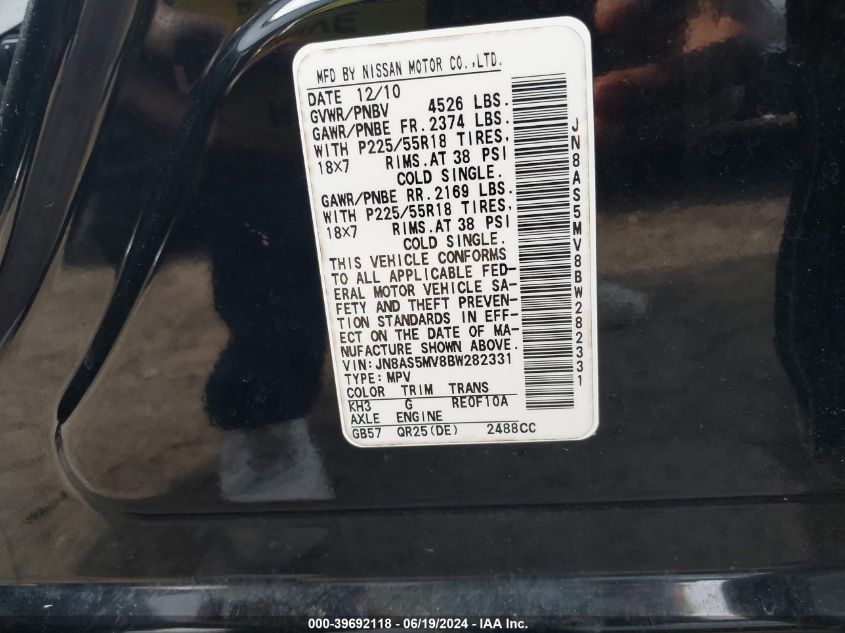 MFD BY NISSAN MOTOR CO.,LTD.
DATE 12/10
GVWR/PNBV 4526 LBS.
GAWR/PNBE FR. 2374 LBS.
WITH P225/55R18 TIRES,
18X7 RIMS.AT 38 PSI
COLD SINGLE.
GAWR/PNBE RR. 2169 LBS.
WITH P225/55R18 TIRES,
18X7 RIMS.AT 38 PSI
COLD SINGLE.
THIS VEHICLE CONFORMS
TO ALL APPLICABLE FED-
ERAL MOTOR VEHICLE SA-
FETY AND THEFT PREVEN-
TION STANDARDS IN EFF-
ECT ON THE DATE OF MA-
NUFACTURE SHOWN ABOVE.
VIN:JN8AS5MV8BW282331
TYPE:MPV
COLOR TRIM TRANS
KH3 G RE0F10A
AXLE ENGINE
GB57 QR25(DE) 2488CC
JN8AS5MV8BW282331
000-39692118 - 06/19/2024 - IAA Inc.